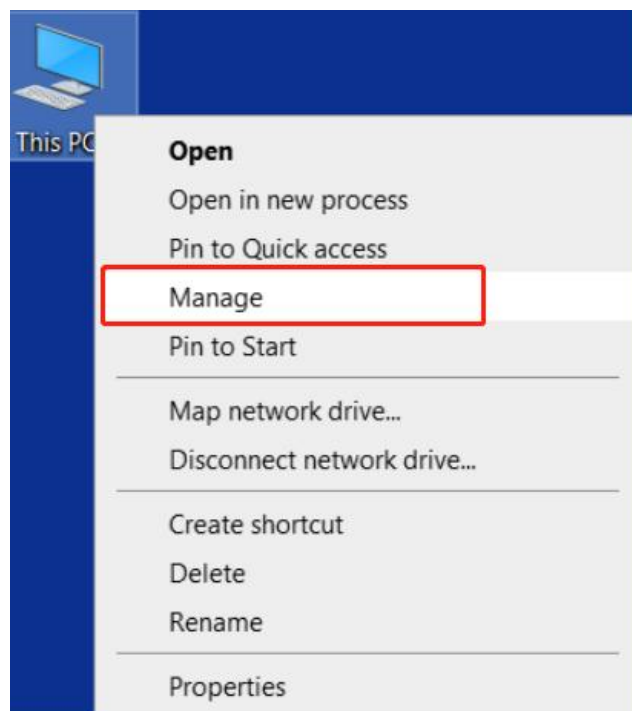 This PC
Open
Open in new process
Pin to Quick access
Manage
Pin to Start
Map network drive...
Disconnect network drive...
Create shortcut
Delete
Rename
Properties